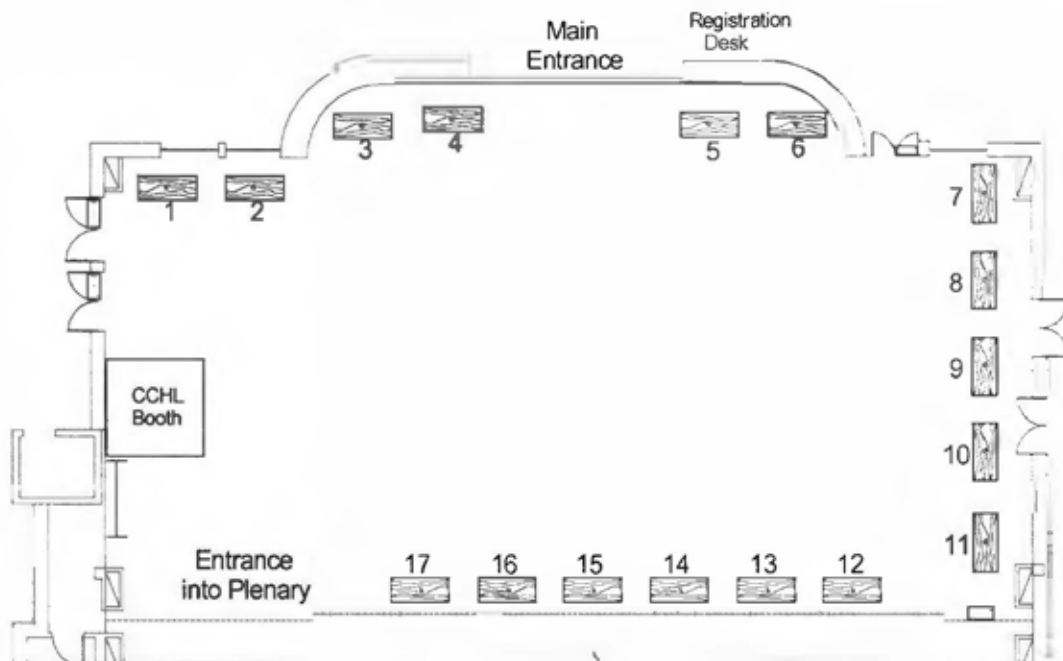 Main
Entrance
Registration
Desk
3
4
5
6
1
2
7
8
9
10
11
CCHL
Booth
Entrance
into Plenary
17
16
15
14
13
12